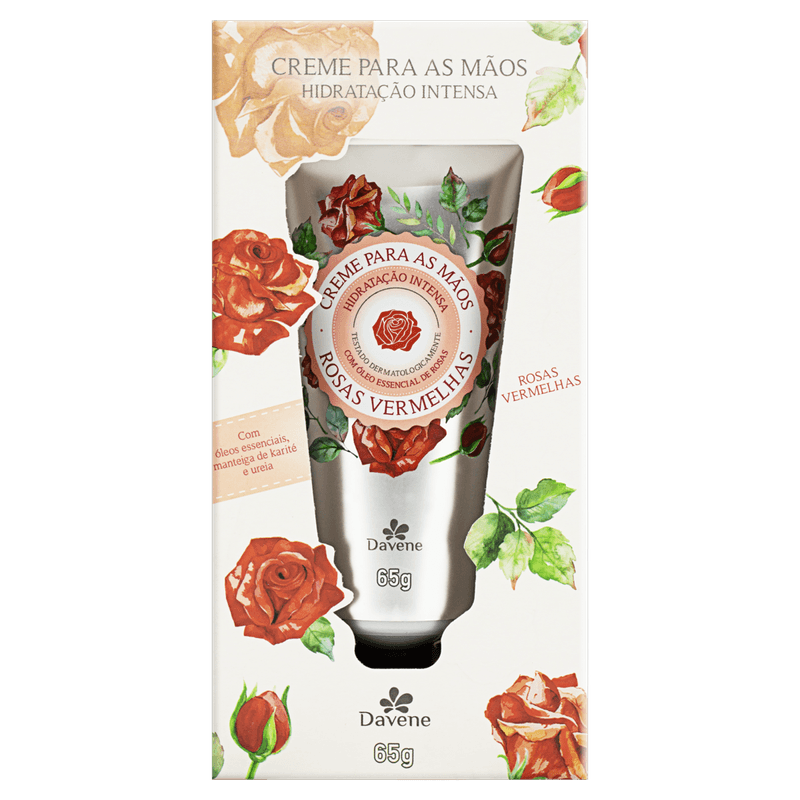 CREME PARA AS MÃOS
HIDRATAÇÃO INTENSA
CREME PARA AS MÃOS
HIDRATAÇÃO INTENSA
TESTADO DERMATOLOGICAMENTE
COM ÓLEO ESSENCIAL DE ROSAS
ROSAS VERMELHAS
ROSAS
VERMELHAS
Com
óleos essenciais,
manteiga de karité
e ureia
Davene
65g
Davene
65g